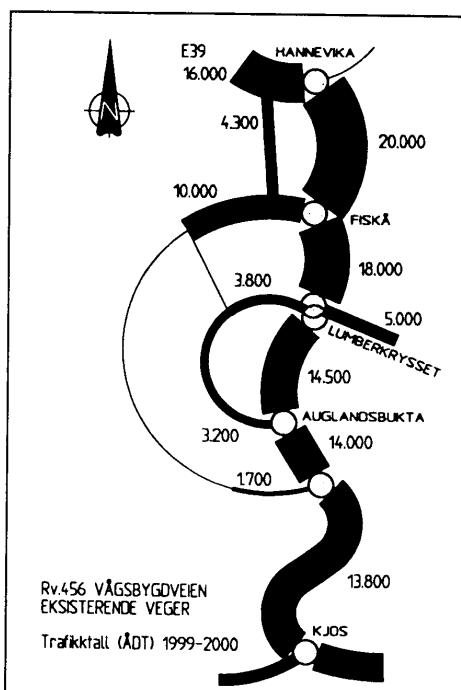 E39
HANNEVIKA
16.000
N
4.300
20.000
10.000
FISKÅ
3.800
18.000
5.000
LUMBERKRYSSET
14.500
AUGLANDSBUKTA
3.200
14.000
1.700
13.800
Rv.456 VÅGSBYGDVEIEN
EKSISTERENDE VEGER
KJOS
Trafikktall (ÅDT) 1999-2000